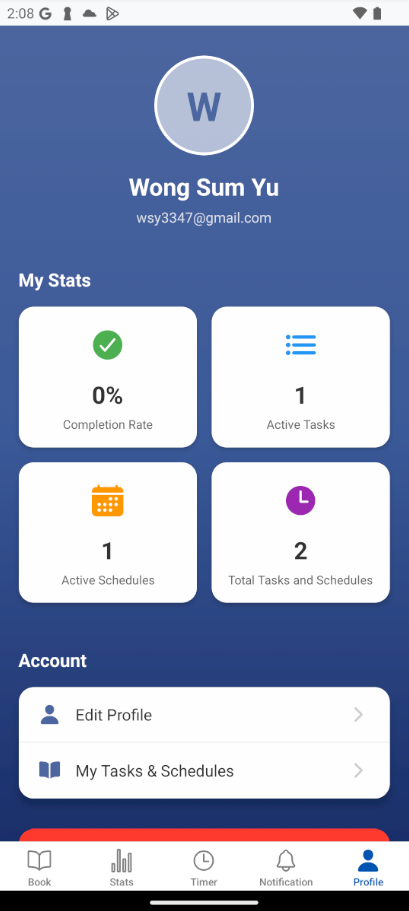 2:08
W
Wong Sum Yu
wsy3347@gmail.com
My Stats
0%
Completion Rate
1
Active Tasks
1
Active Schedules
2
Total Tasks and Schedules
Account
Edit Profile
My Tasks & Schedules
Book
Stats
Timer
Notification
Profile